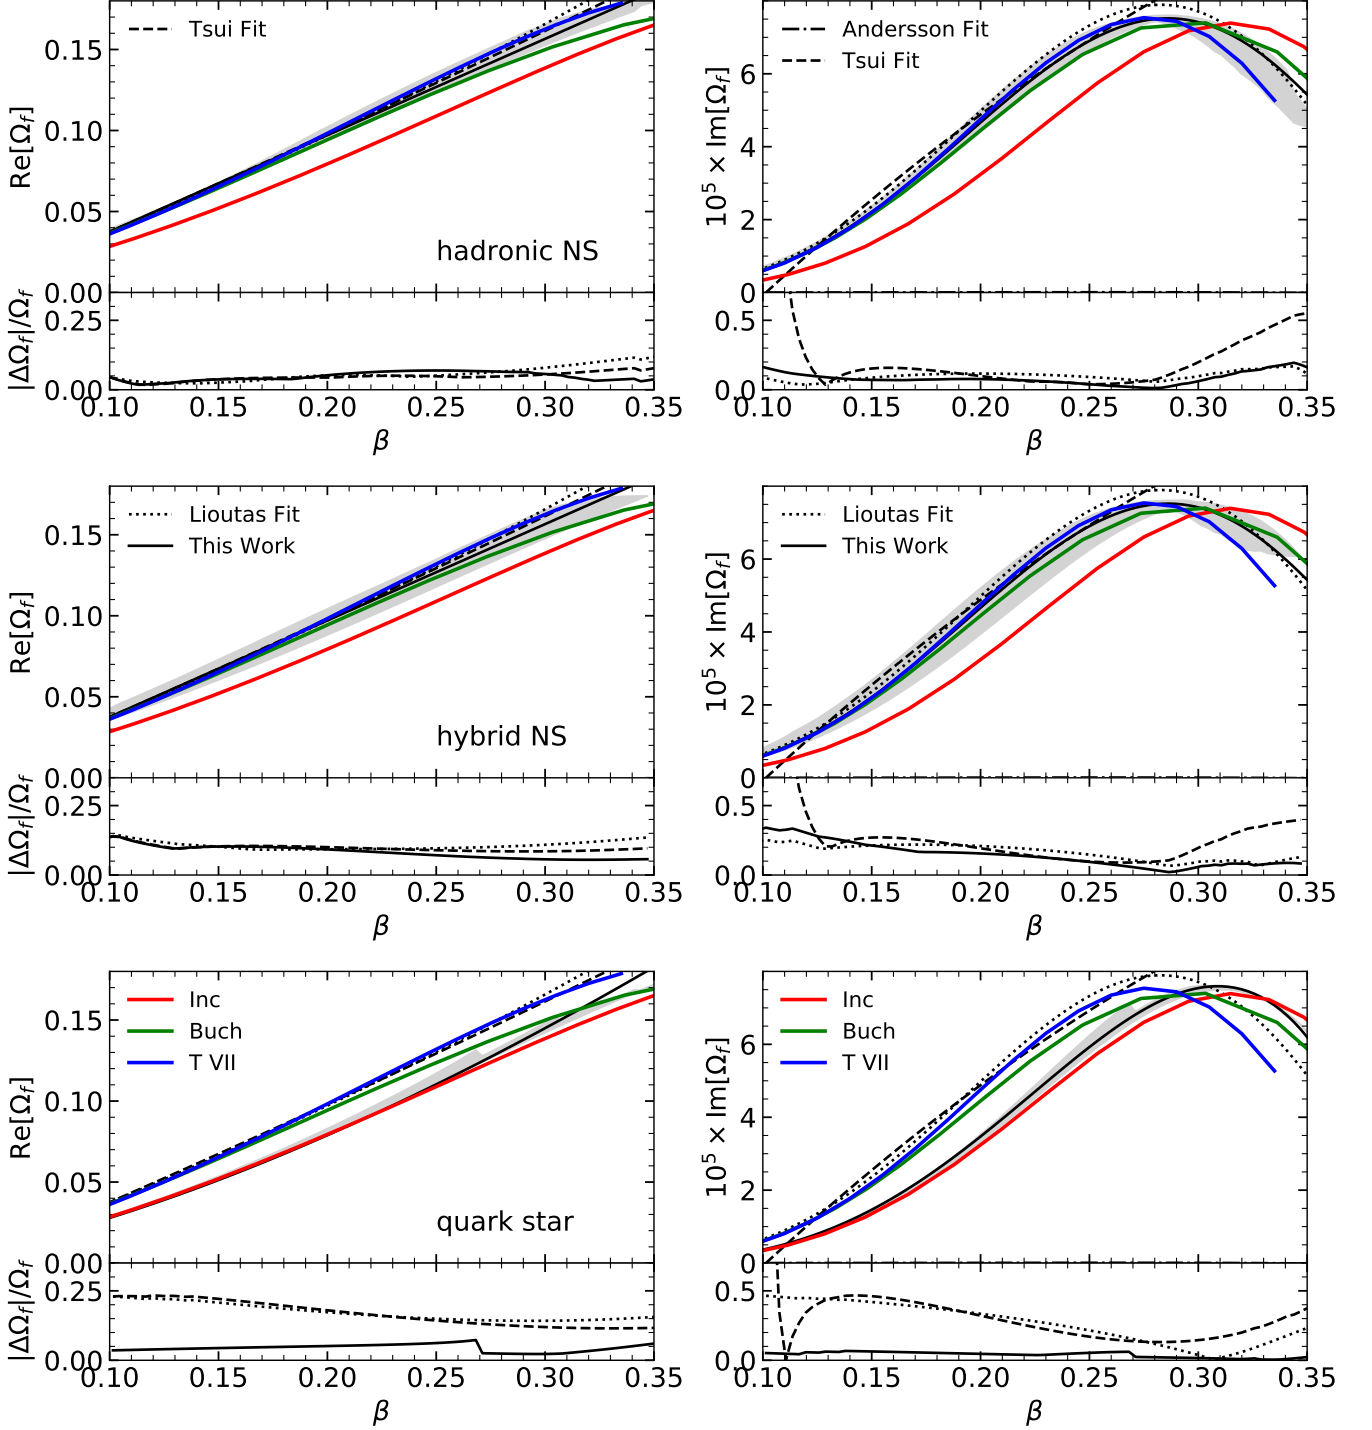 0.15
0.10
0.05
0.00
Re[Ω_f]
Tsui Fit
hadronic NS
0.25
0.00
|ΔΩ_f|/Ω_f
0.10 0.15 0.20 0.25 0.30 0.35
β
6
4
2
0
10^5 × Im[Ω_f]
Andersson Fit
Tsui Fit
0.5
0.0
0.10 0.15 0.20 0.25 0.30 0.35
β
0.15
0.10
0.05
0.00
Re[Ω_f]
Lioutas Fit
This Work
hybrid NS
0.25
0.00
|ΔΩ_f|/Ω_f
0.10 0.15 0.20 0.25 0.30 0.35
β
6
4
2
0
10^5 × Im[Ω_f]
Lioutas Fit
This Work
0.5
0.0
0.10 0.15 0.20 0.25 0.30 0.35
β
0.15
0.10
0.05
0.00
Re[Ω_f]
Inc
Buch
T VII
quark star
0.25
0.00
|ΔΩ_f|/Ω_f
0.10 0.15 0.20 0.25 0.30 0.35
β
6
4
2
0
10^5 × Im[Ω_f]
Inc
Buch
T VII
0.5
0.0
0.10 0.15 0.20 0.25 0.30 0.35
β